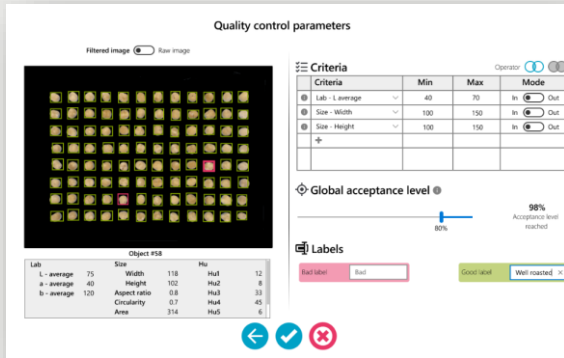 Quality control parameters
Filtered image Raw image
Criteria Operator
Criteria Min Max Mode
Lab - L average 40 70 In Out
Size - Width 100 150 In Out
Size - Height 100 150 In Out
+
Global acceptance level
98%
Acceptance level
reached
80%
Labels
Bad label Bad Good label Well roasted ×
Object #58
Lab Size Hu
L - average 75 Width 118 Hu1 12
a - average 40 Height 102 Hu2 8
b - average 120 Aspect ratio 0.8 Hu3 33
Circularity 0.7 Hu4 45
Area 314 Hu5 6